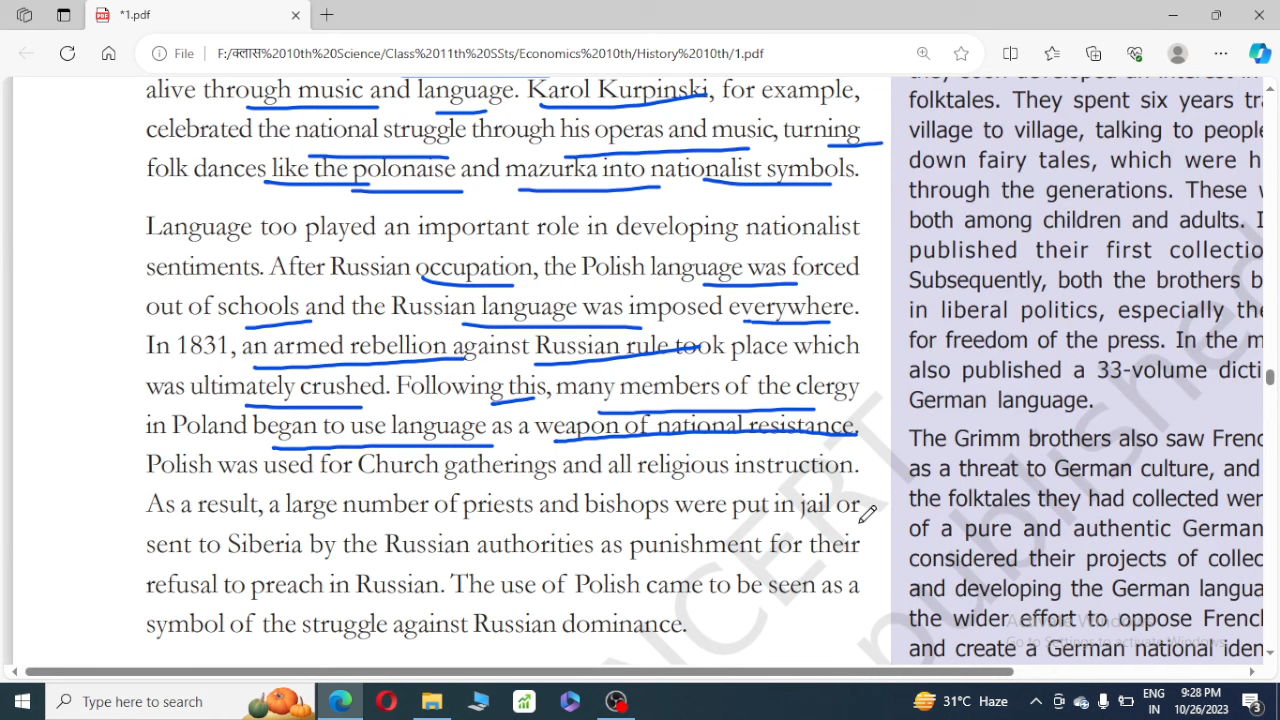 *1.pdf
File
F:/क्लास%2010th%20Science/Class%2011th%20SSts/Economics%2010th/History%2010th/1.pdf
alive through music and language. Karol Kurpinski, for example,
celebrated the national struggle through his operas and music, turning
folk dances like the polonaise and mazurka into nationalist symbols.
Language too played an important role in developing nationalist
sentiments. After Russian occupation, the Polish language was forced
out of schools and the Russian language was imposed everywhere.
In 1831, an armed rebellion against Russian rule took place which
was ultimately crushed. Following this, many members of the clergy
in Poland began to use language as a weapon of national resistance.
Polish was used for Church gatherings and all religious instruction.
As a result, a large number of priests and bishops were put in jail or
sent to Siberia by the Russian authorities as punishment for their
refusal to preach in Russian. The use of Polish came to be seen as a
symbol of the struggle against Russian dominance.
folktales. They spent six years tra
village to village, talking to people
down fairy tales, which were h
through the generations. These
both among children and adults. I
published their first collectio
Subsequently, both the brothers b
in liberal politics, especially the
for freedom of the press. In the m
also published a 33-volume dicti
German language.
The Grimm brothers also saw Frenc
as a threat to German culture, and
the folktales they had collected wer
of a pure and authentic German
considered their projects of collec
and developing the German langua
the wider effort to oppose French
and create a German national iden
NCERT
published
Activate Windows
Go to Settings to activate Windows.
Type here to search
31°C Haze
ENG
IN
9:28 PM
10/26/2023
3